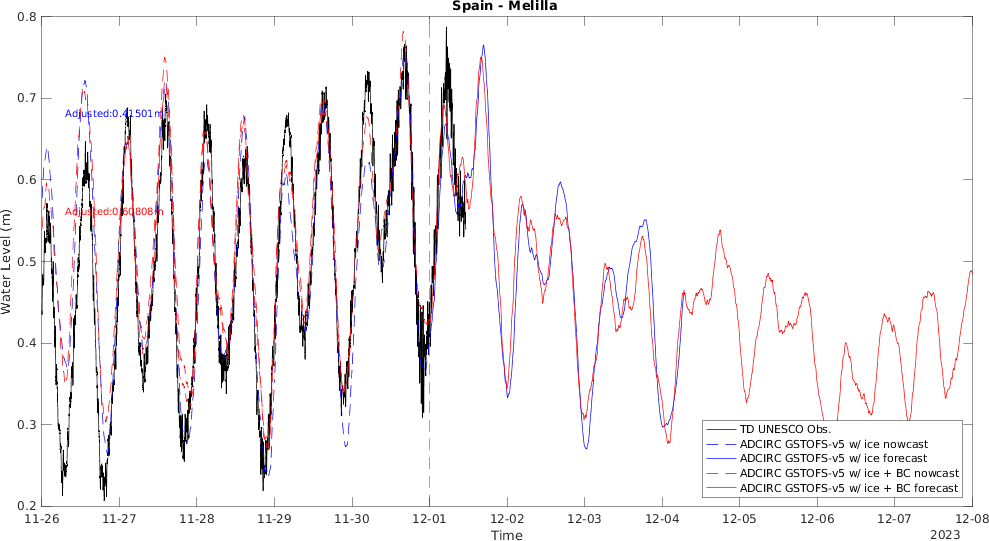 Spain - Melilla
0.8
0.7
0.6
0.5
0.4
0.3
0.2
Water Level (m)
Adjusted:0.41501m
Adjusted:0.60808m
TD UNESCO Obs.
ADCIRC GSTOFS-v5 w/ ice nowcast
ADCIRC GSTOFS-v5 w/ ice forecast
ADCIRC GSTOFS-v5 w/ ice + BC nowcast
ADCIRC GSTOFS-v5 w/ ice + BC forecast
11-26 11-27 11-28 11-29 11-30 12-01 12-02 12-03 12-04 12-05 12-06 12-07 12-08
Time
2023